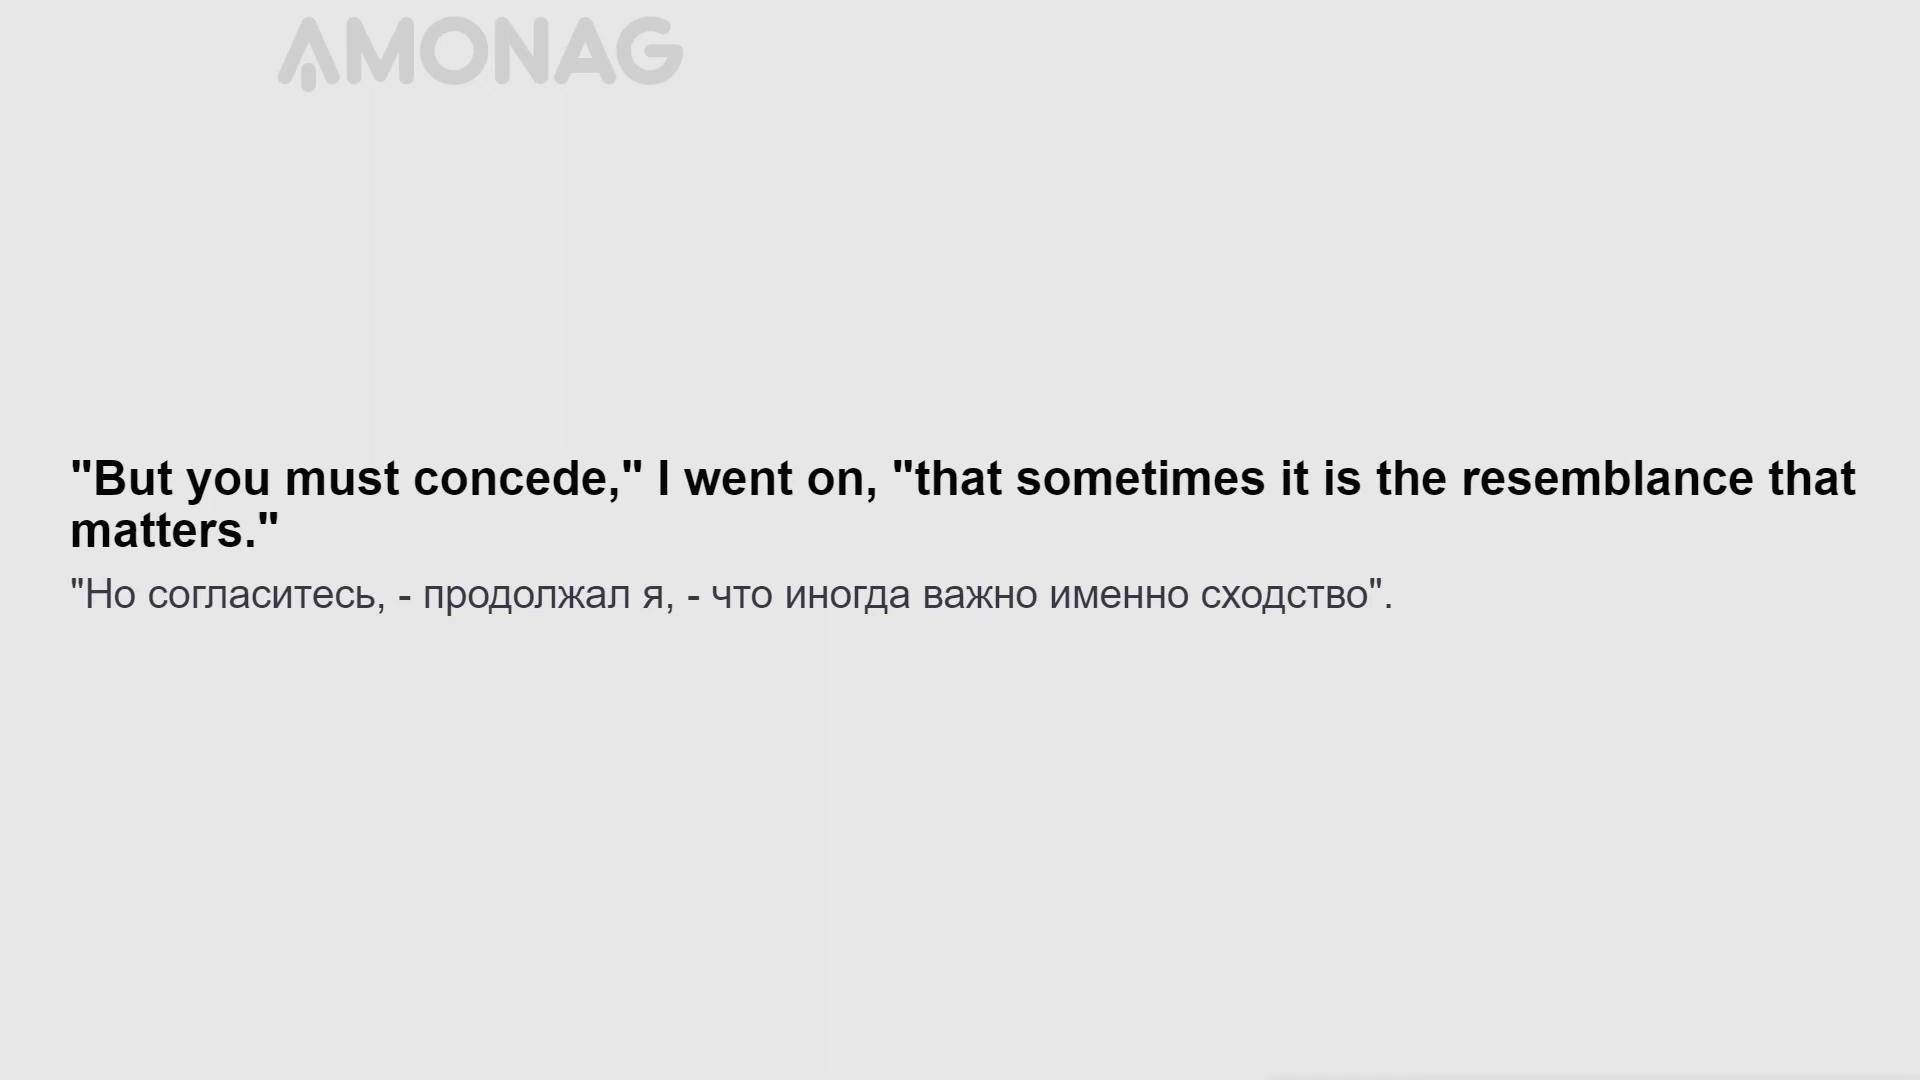 AMONAG
"But you must concede," I went on, "that sometimes it is the resemblance that
matters."
"Но согласитесь, - продолжал я, - что иногда важно именно сходство".